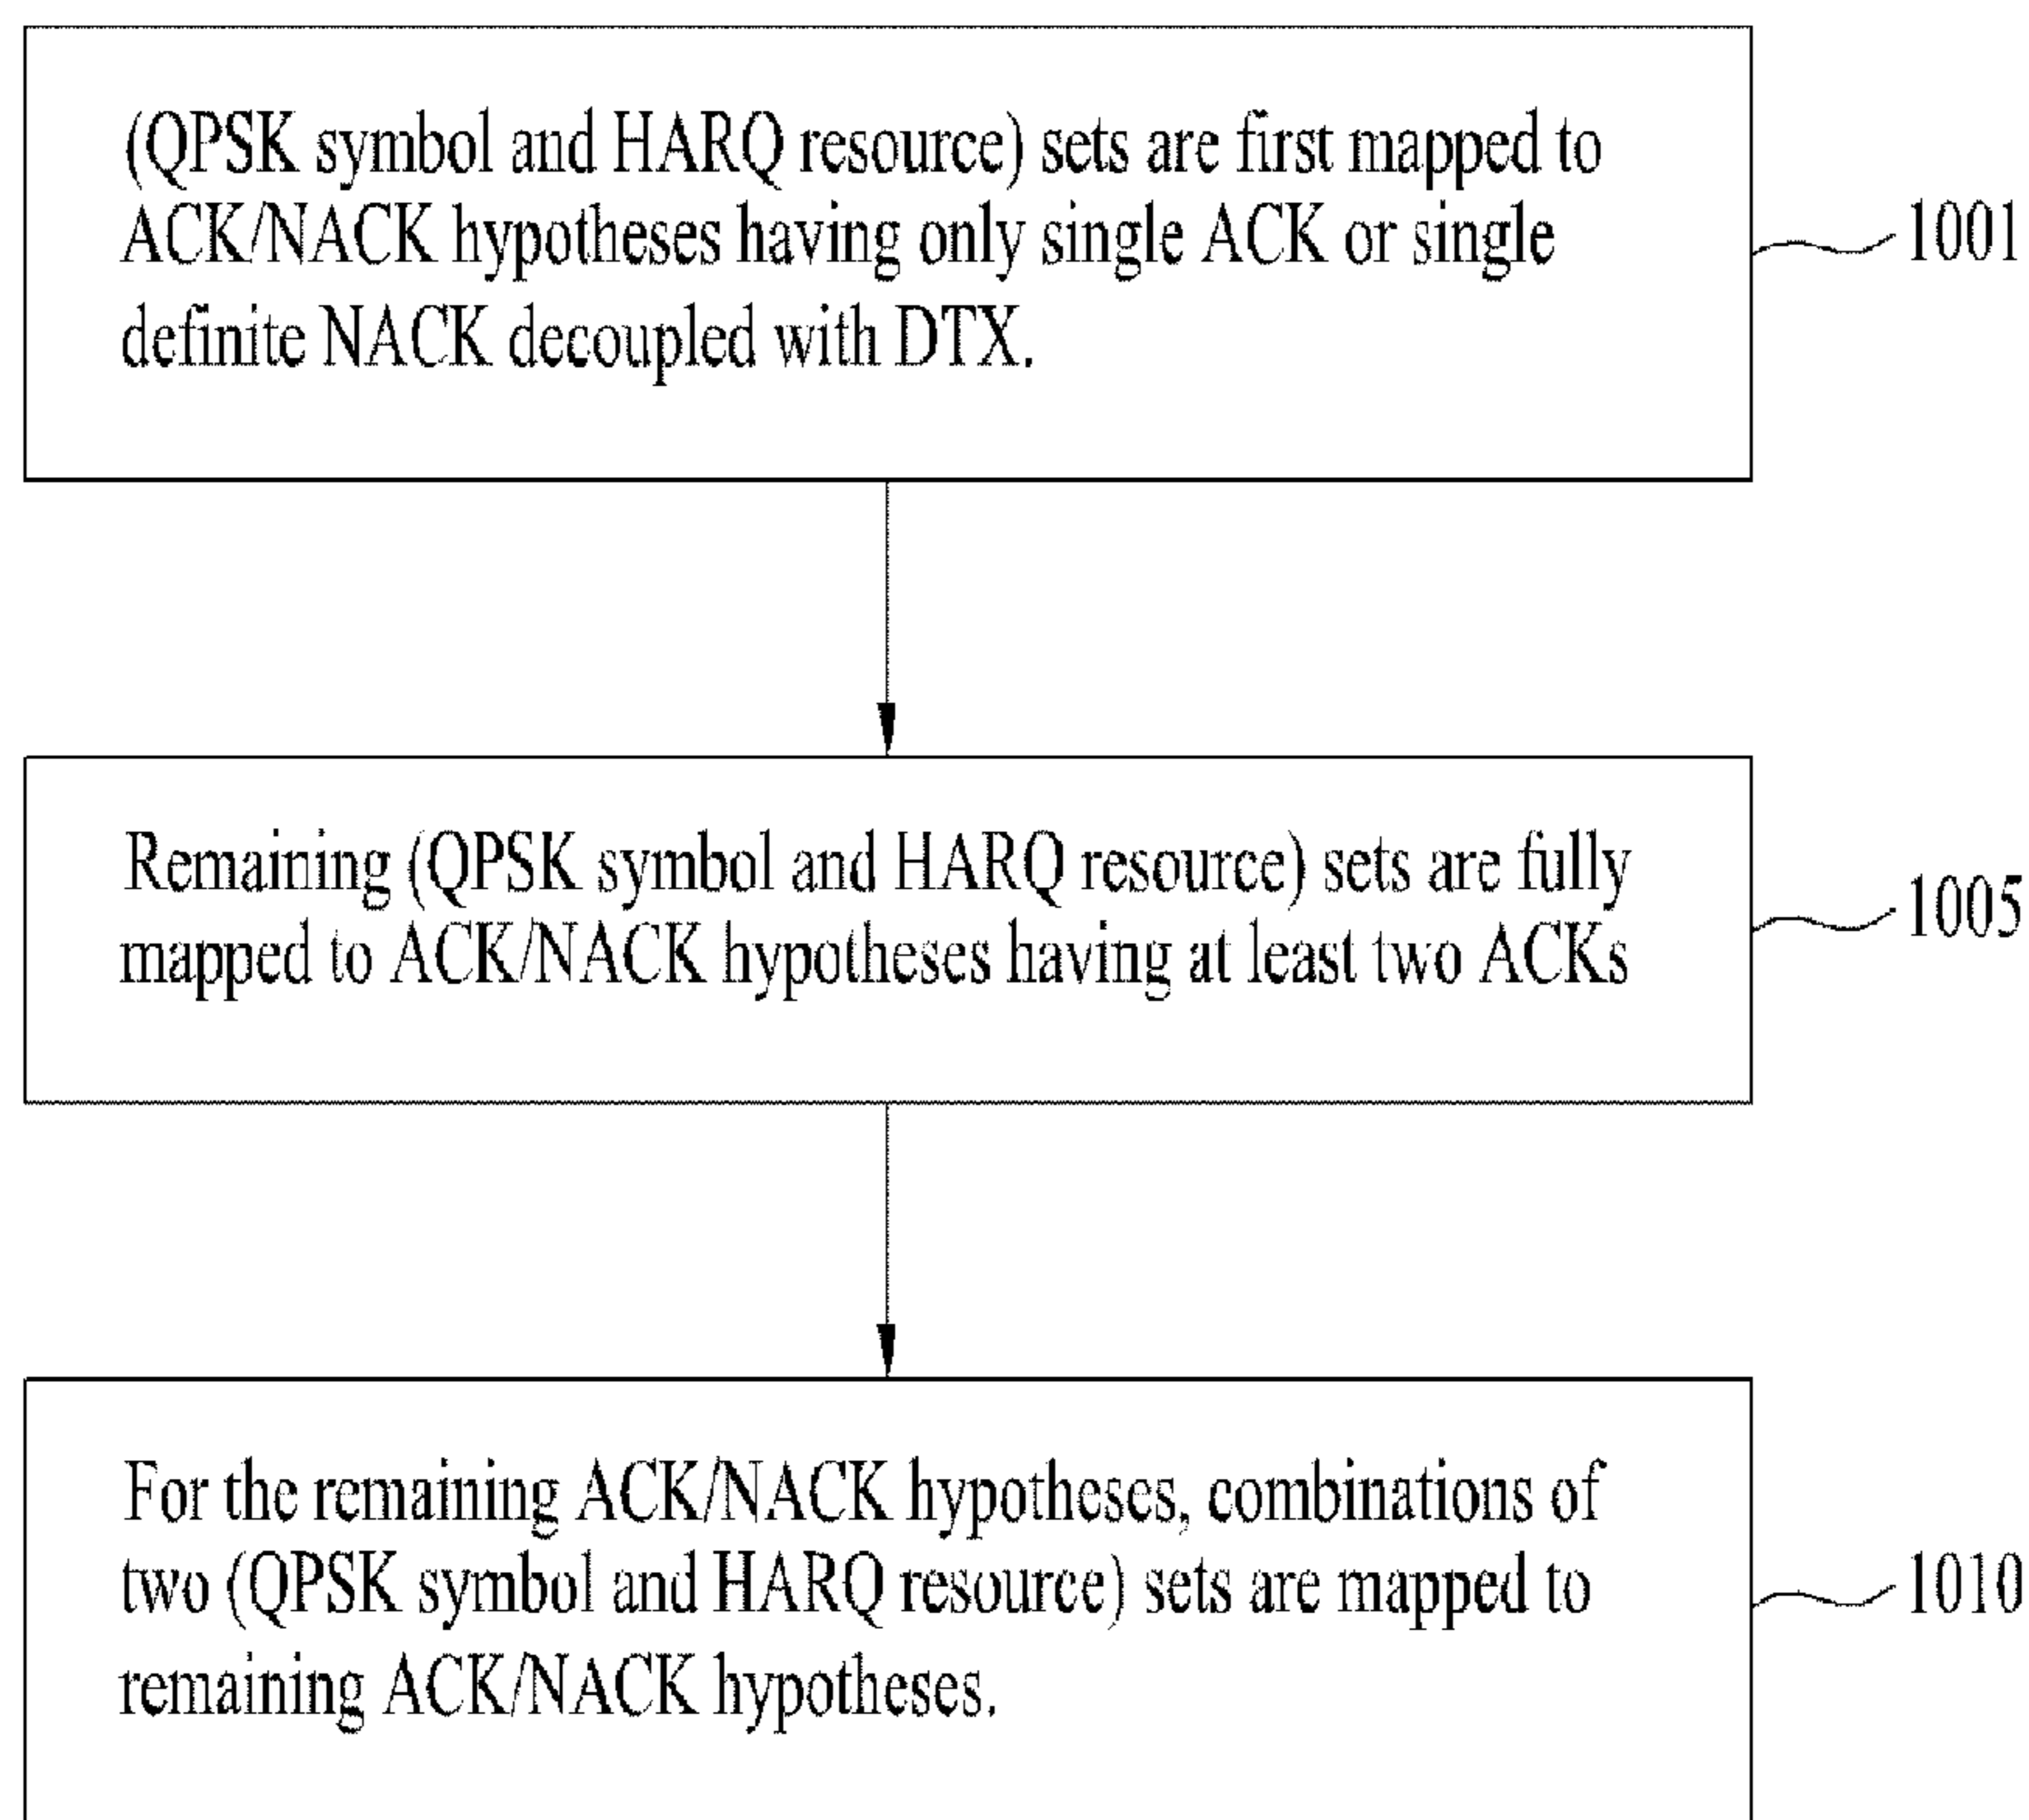 (QPSK symbol and HARQ resource) sets are first mapped to
ACK/NACK hypotheses having only single ACK or single
definite NACK decoupled with DTX.
1001
Remaining (QPSK symbol and HARQ resource) sets are fully
mapped to ACK/NACK hypotheses having at least two ACKs
1005
For the remaining ACK/NACK hypotheses, combinations of
two (QPSK symbol and HARQ resource) sets are mapped to
remaining ACK/NACK hypotheses.
1010